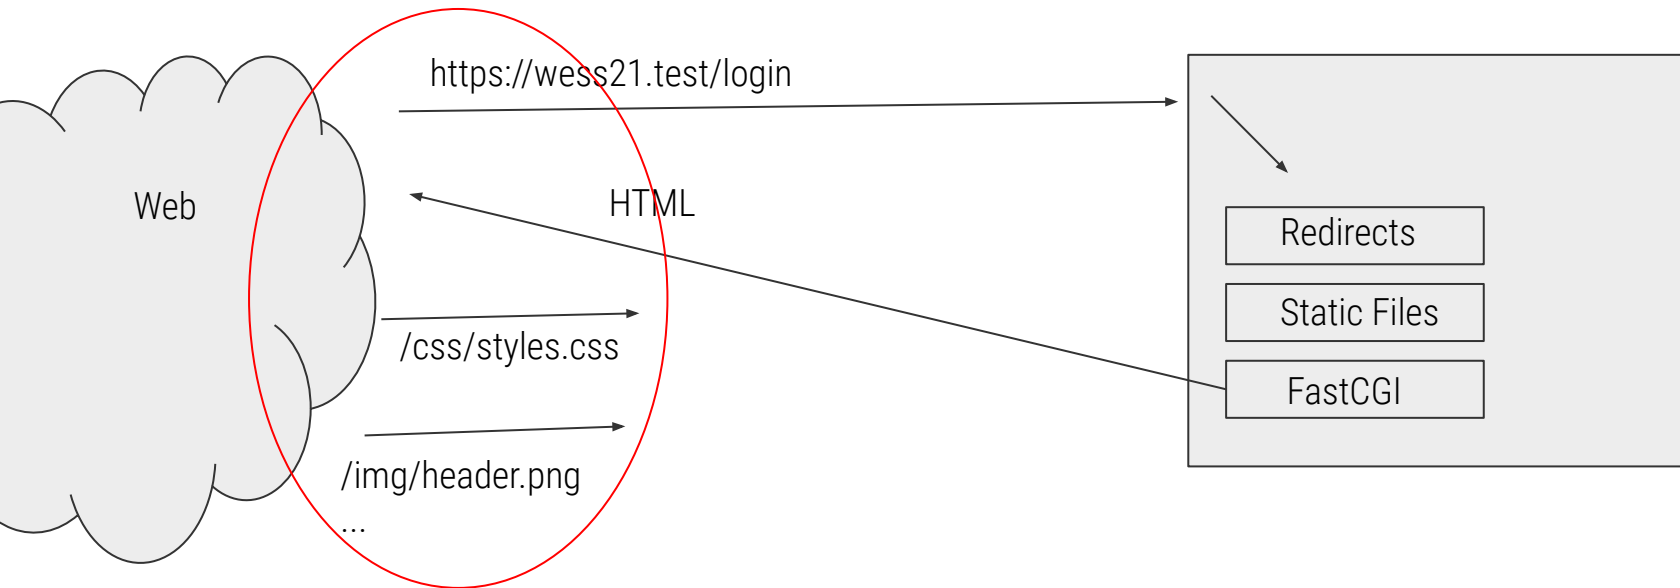 https://wess21.test/login
Web
HTML
Redirects
Static Files
/css/styles.css
FastCGI
/img/header.png
...